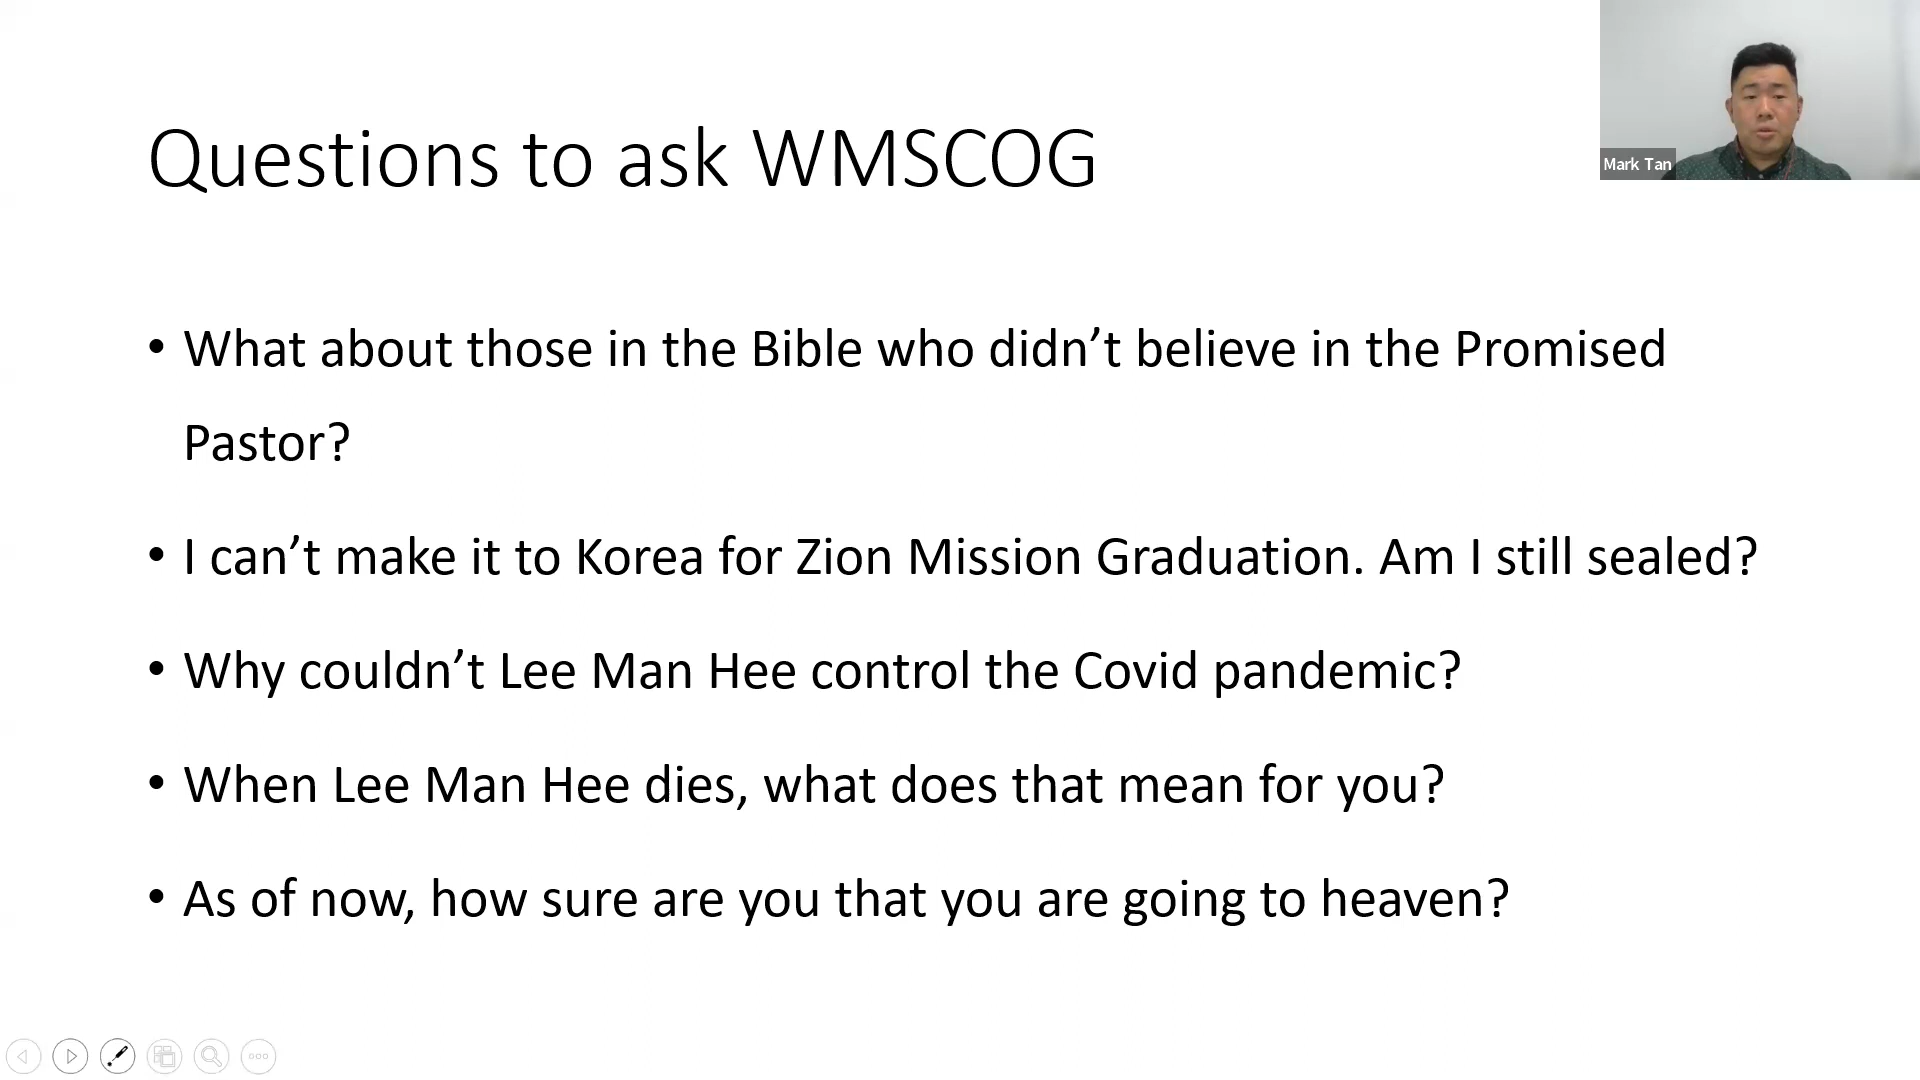 Mark Tan
Questions to ask WMSCOG
• What about those in the Bible who didn’t believe in the Promised
Pastor?
• I can’t make it to Korea for Zion Mission Graduation. Am I still sealed?
• Why couldn’t Lee Man Hee control the Covid pandemic?
• When Lee Man Hee dies, what does that mean for you?
• As of now, how sure are you that you are going to heaven?